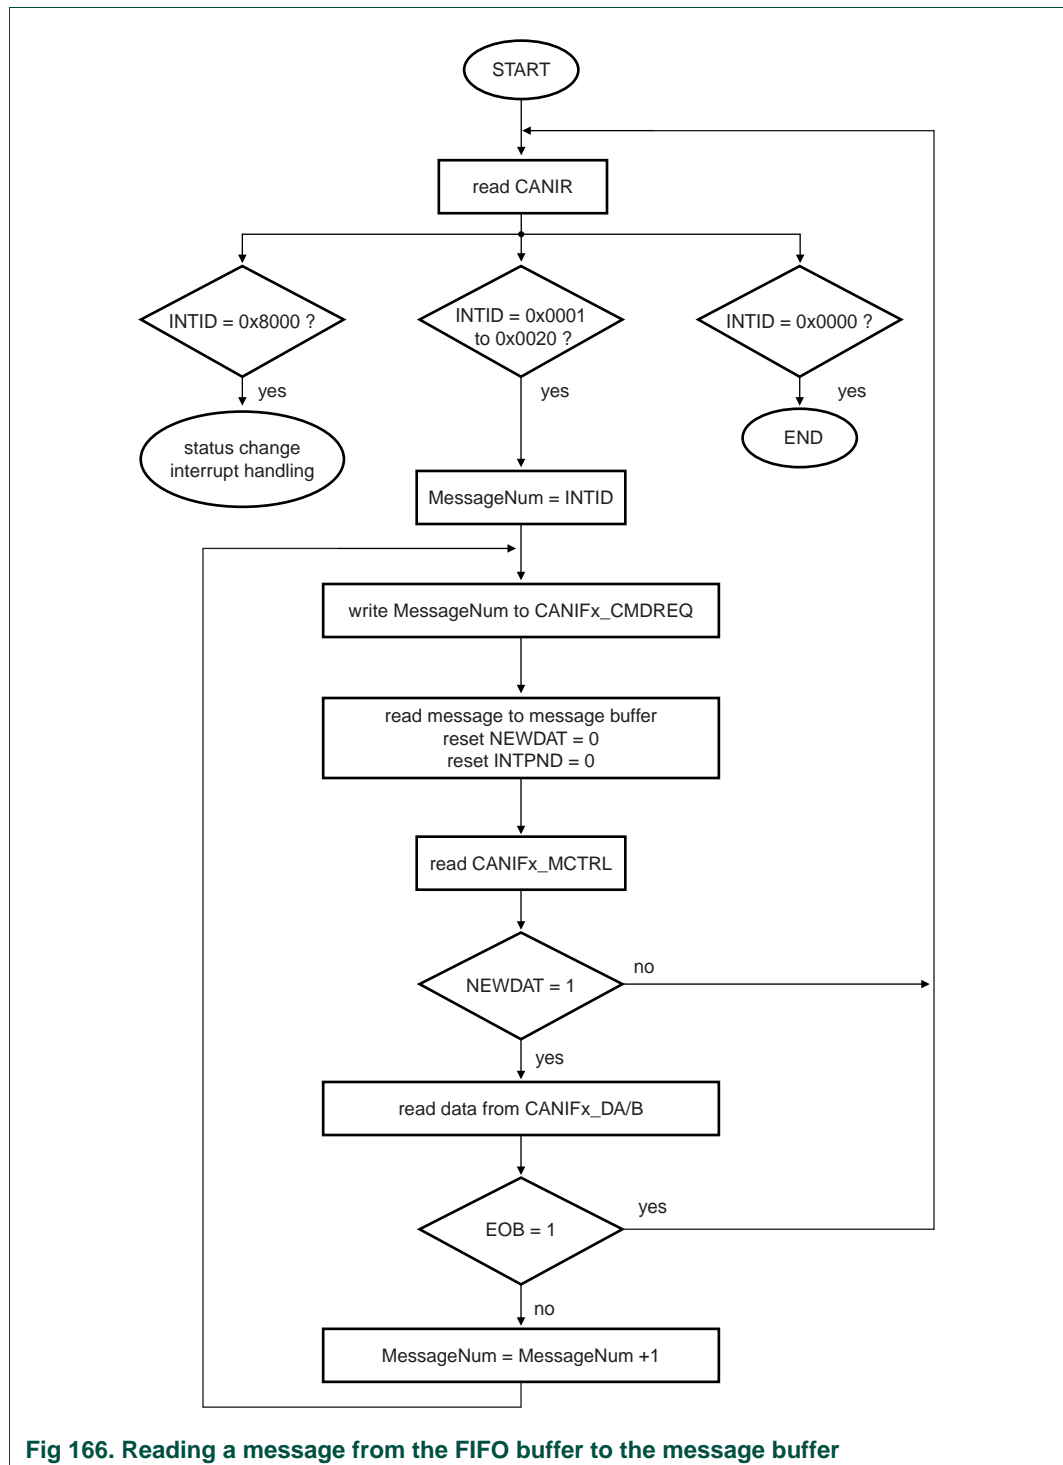 START
read CANIR
INTID = 0x8000 ?
INTID = 0x0001
to 0x0020 ?
INTID = 0x0000 ?
yes
yes
yes
status change
interrupt handling
END
MessageNum = INTID
write MessageNum to CANIFx_CMDREQ
read message to message buffer
reset NEWDAT = 0
reset INTPND = 0
read CANIFx_MCTRL
NEWDAT = 1
no
yes
read data from CANIFx_DA/B
EOB = 1
yes
no
MessageNum = MessageNum +1
Fig 166. Reading a message from the FIFO buffer to the message buffer